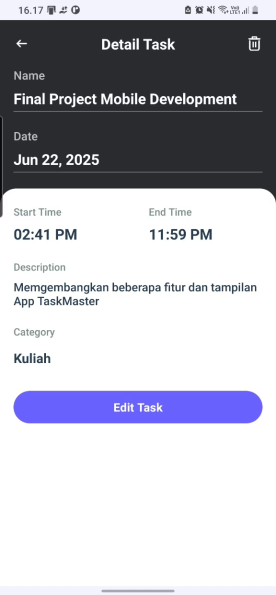 16.17
Detail Task
Name
Final Project Mobile Development
Date
Jun 22, 2025
Start Time End Time
02:41 PM 11:59 PM
Description
Memgembangkan beberapa fitur dan tampilan
App TaskMaster
Category
Kuliah
Edit Task